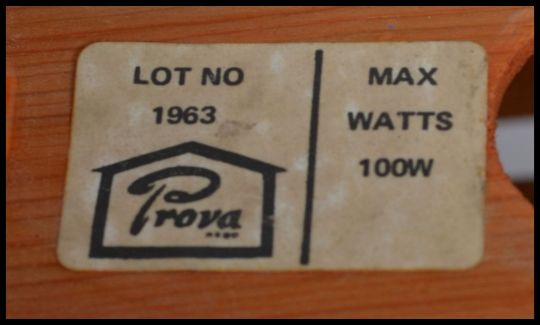 LOT NO
1963
Prova
MAX
WATTS
100W